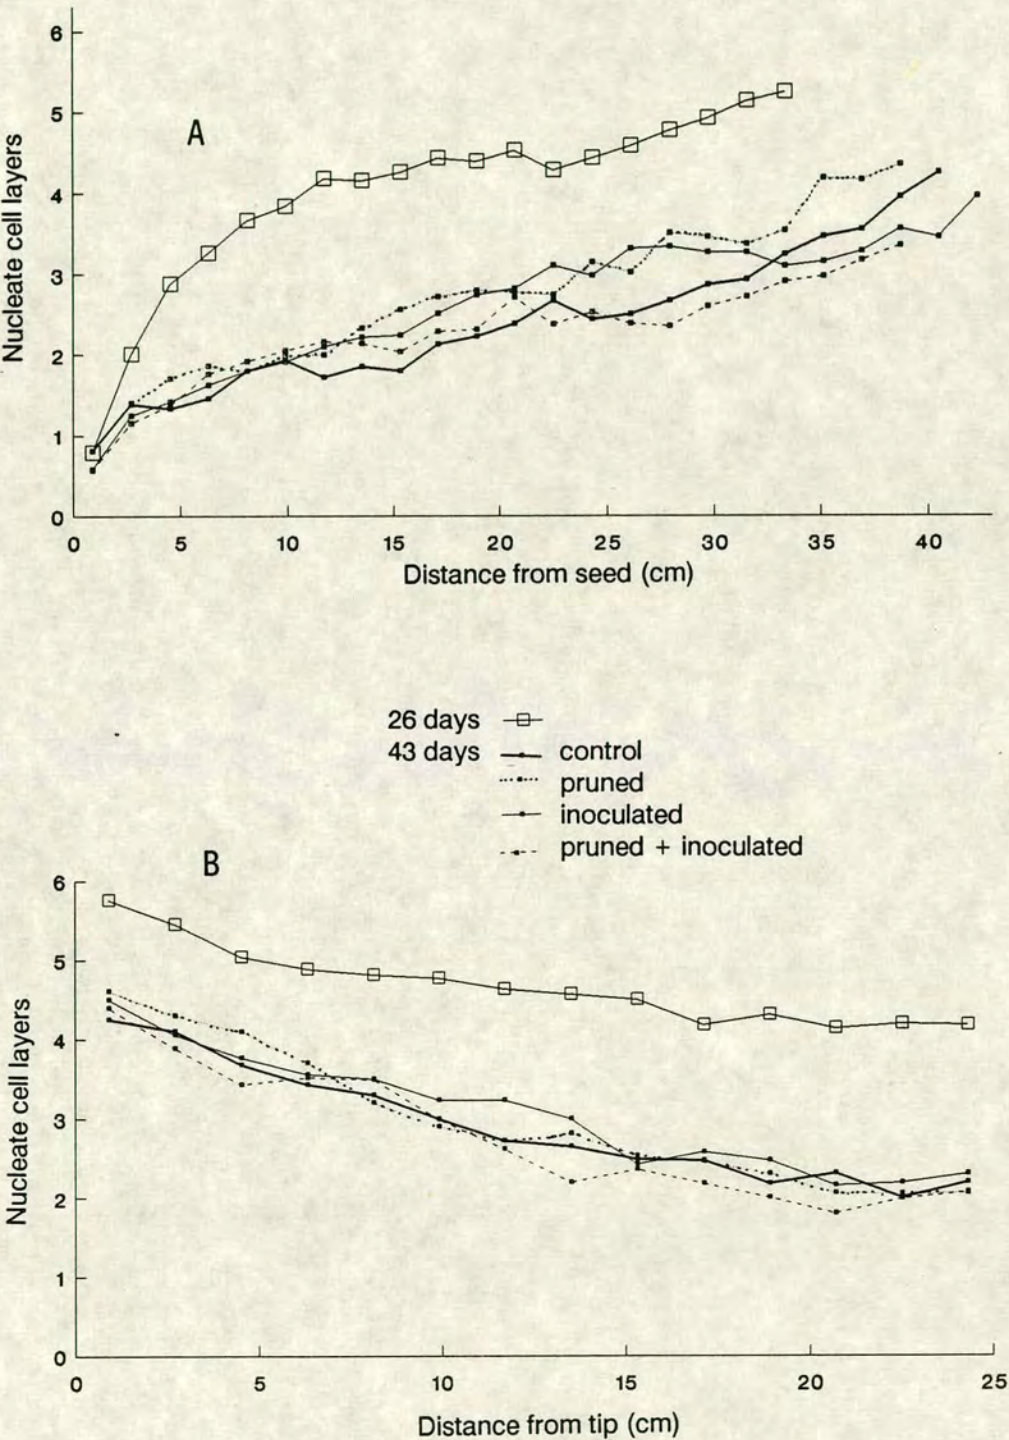 6
5
4
3
2
1
0
A
Nucleate cell layers
0 5 10 15 20 25 30 35 40
Distance from seed (cm)
26 days
43 days control
pruned
inoculated
pruned + inoculated
B
6
5
4
3
2
1
0
Nucleate cell layers
0 5 10 15 20 25
Distance from tip (cm)